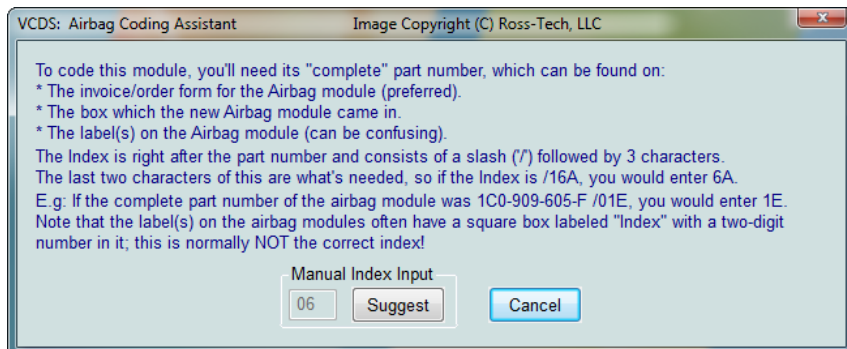 VCDS: Airbag Coding Assistant Image Copyright (C) Ross-Tech, LLC
To code this module, you'll need its "complete" part number, which can be found on:
* The invoice/order form for the Airbag module (preferred).
* The box which the new Airbag module came in.
* The label(s) on the Airbag module (can be confusing).
The Index is right after the part number and consists of a slash ('/') followed by 3 characters.
The last two characters of this are what's needed, so if the Index is /16A, you would enter 6A.
E.g: If the complete part number of the airbag module was 1C0-909-605-F /01E, you would enter 1E.
Note that the label(s) on the airbag modules often have a square box labeled "Index" with a two-digit
number in it; this is normally NOT the correct index!
Manual Index Input
06 Suggest Cancel